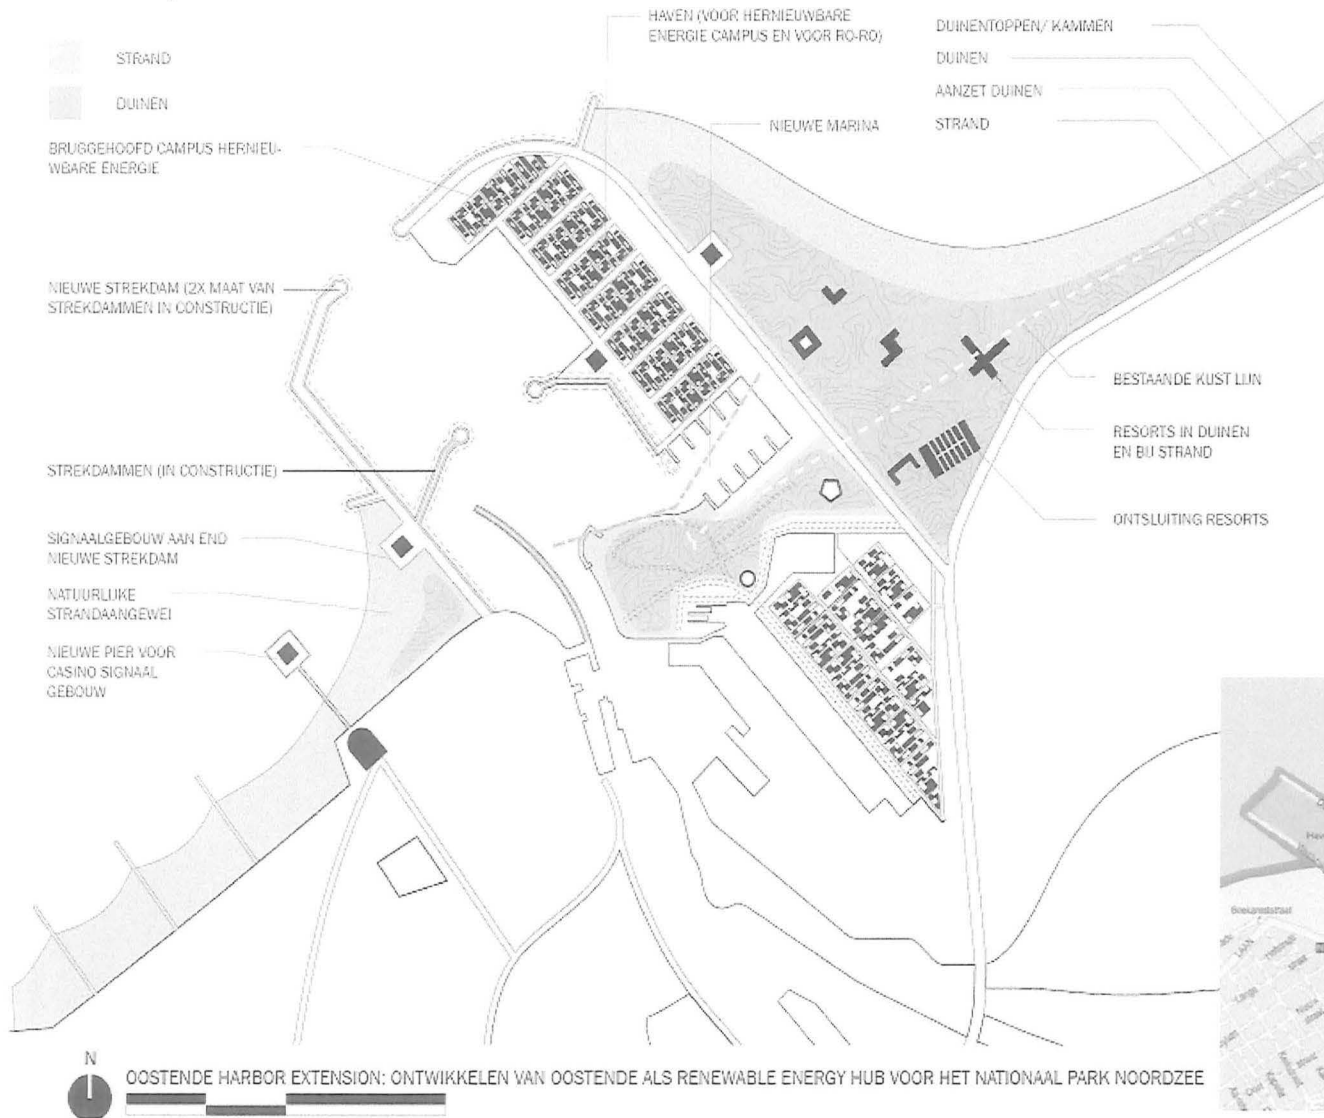 STRAND
DUINEN
BRUGGEHOOFD CAMPUS HERNIEU-
WBARE ENERGIE
NIEUWE STREKDAM (2X MAAT VAN
STREKDAMMEN IN CONSTRUCTIE)
STREKDAMMEN (IN CONSTRUCTIE)
SIGNAALGEBOUW AAN END
NIEUWE STREKDAM
NATUURLIJKE
STRANDAANGEWEI
NIEUWE PIER VOOR
CASINO SIGNAAL
GEBOUW
HAVEN (VOOR HERNIEUWBARE
ENERGIE CAMPUS EN VOOR RO-RO)
NIEUWE MARINA
DUINENTOPPEN/ KAMMEN
DUINEN
AANZET DUINEN
STRAND
BESTAANDE KUST LIJN
RESORTS IN DUINEN
EN BIJ STRAND
ONTSLUITING RESORTS
N
OOSTENDE HARBOR EXTENSION: ONTWIKKELEN VAN OOSTENDE ALS RENEWABLE ENERGY HUB VOOR HET NATIONAAL PARK NOORDZEE